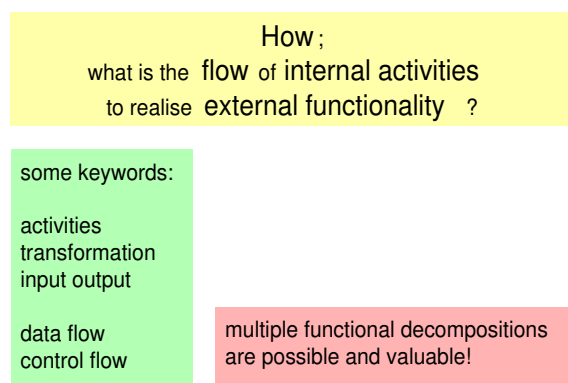 How ;
what is the flow of internal activities
to realise external functionality ?
some keywords:
activities
transformation
input output
data flow
control flow
multiple functional decompositions
are possible and valuable!